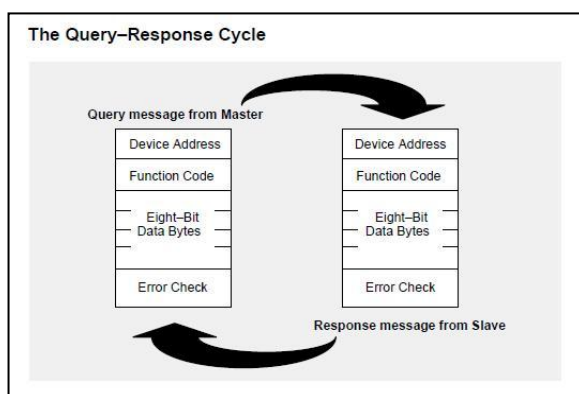 The Query–Response Cycle
Query message from Master
Device Address
Function Code
Eight–Bit
Data Bytes
Error Check
Device Address
Function Code
Eight–Bit
Data Bytes
Error Check
Response message from Slave